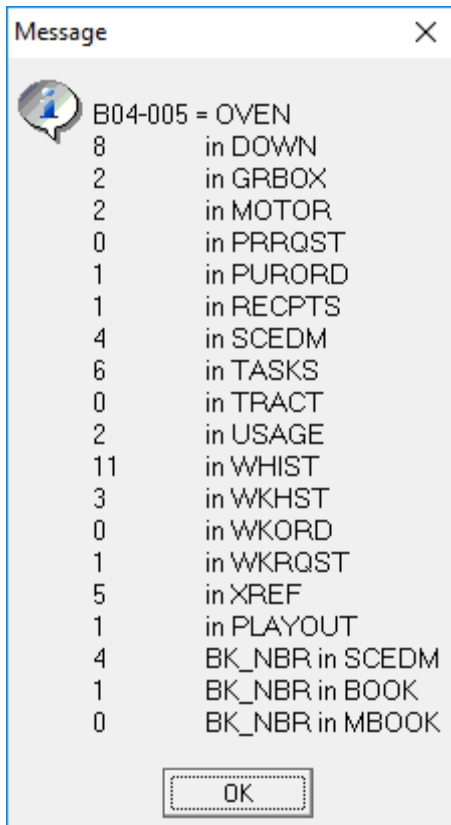 Message
B04-005 = OVEN
8 in DOWN
2 in GRBOX
2 in MOTOR
0 in PRRQST
1 in PURORD
1 in RECPTS
4 in SCEDM
6 in TASKS
0 in TRACT
2 in USAGE
11 in WHIST
3 in WKHST
0 in WKORD
1 in WKRQST
5 in XREF
1 in PLAYOUT
4 BK_NBR in SCEDM
1 BK_NBR in BOOK
0 BK_NBR in MBOOK
OK